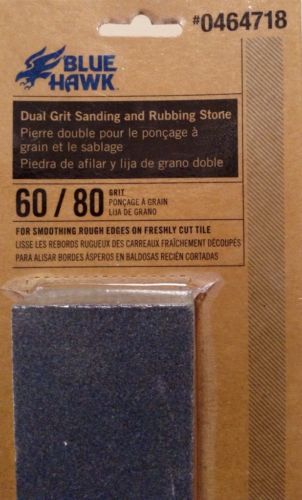 #0464718
BLUE
HAWK
Dual Grit Sanding and Rubbing Stone
Pierre double pour le ponçage à
grain et le sablage
Piedra de afilar y lija de grano doble
60 / 80 GRIT
PONÇAGE À GRAIN
LIJA DE GRANO
FOR SMOOTHING ROUGH EDGES ON FRESHLY CUT TILE
LISSE LES REBORDS RUGUEUX DES CARREAUX FRAÎCHEMENT DÉCOUPÉS
PARA ALISAR BORDES ÁSPEROS EN BALDOSAS RECIÉN CORTADAS